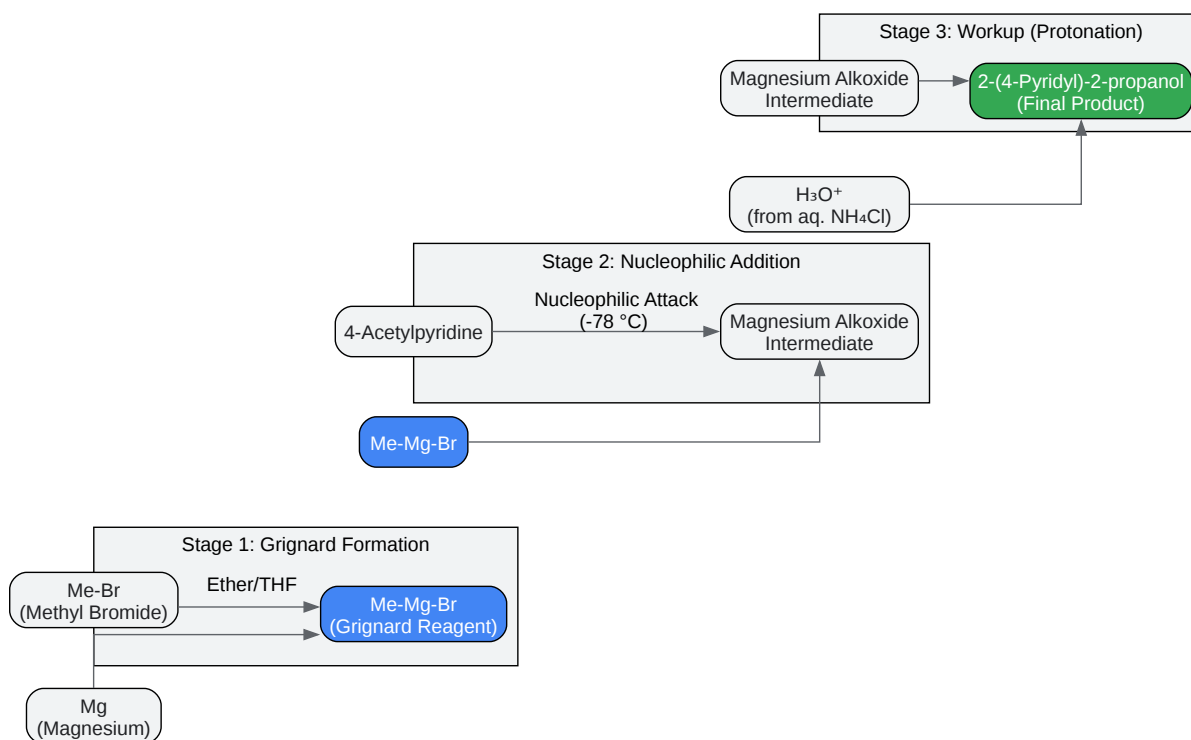 Stage 3: Workup (Protonation)
Magnesium Alkoxide
Intermediate
2-(4-Pyridyl)-2-propanol
(Final Product)
H₃O⁺
(from aq. NH₄Cl)
Stage 2: Nucleophilic Addition
4-Acetylpyridine
Nucleophilic Attack
(-78 °C)
Magnesium Alkoxide
Intermediate
Me-Mg-Br
Stage 1: Grignard Formation
Me-Br
(Methyl Bromide)
Ether/THF
Me-Mg-Br
(Grignard Reagent)
Mg
(Magnesium)